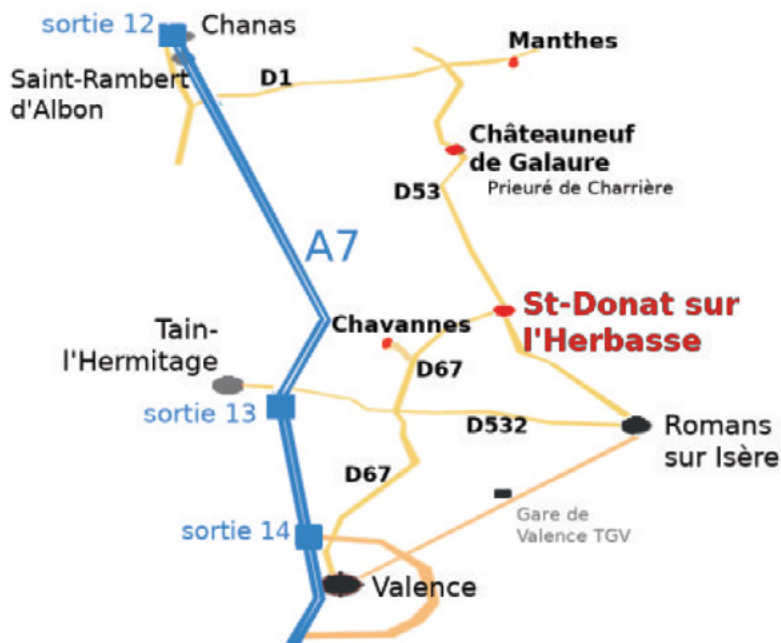 sortie 12
Chanas
Manthes
Saint-Rambert
d'Albon
D1
Châteauneuf
de Galaure
Prieuré de Charrière
D53
A7
St-Donat sur
l'Herbasse
Chavannes
Tain-
l'Hermitage
D67
sortie 13
D532
Romans
sur Isère
D67
Gare de
Valence TGV
sortie 14
Valence